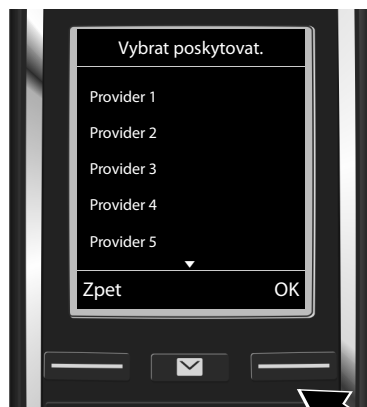 Vybrat poskytovat.
Provider 1
Provider 2
Provider 3
Provider 4
Provider 5
Zpet OK